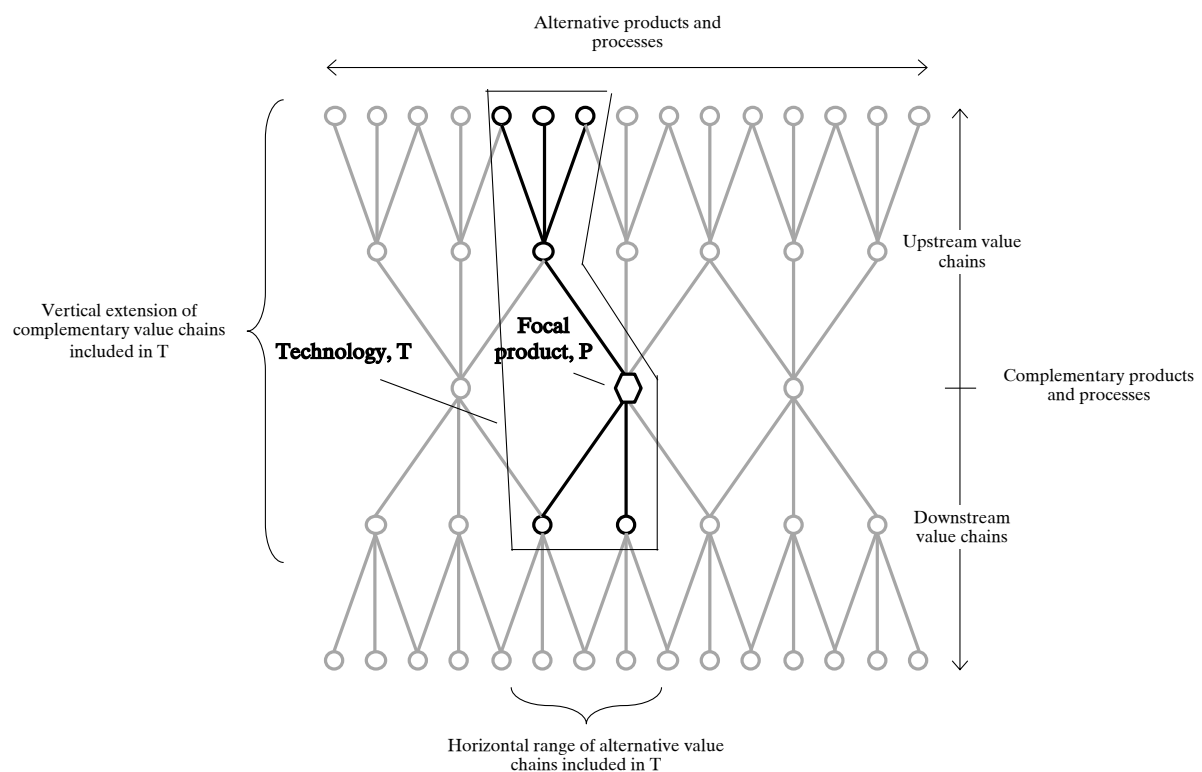 Alternative products and
processes
Upstream value
chains
Vertical extension of
complementary value chains
included in T
Technology, T
Focal
product, P
Complementary products
and processes
Downstream
value chains
Horizontal range of alternative value
chains included in T